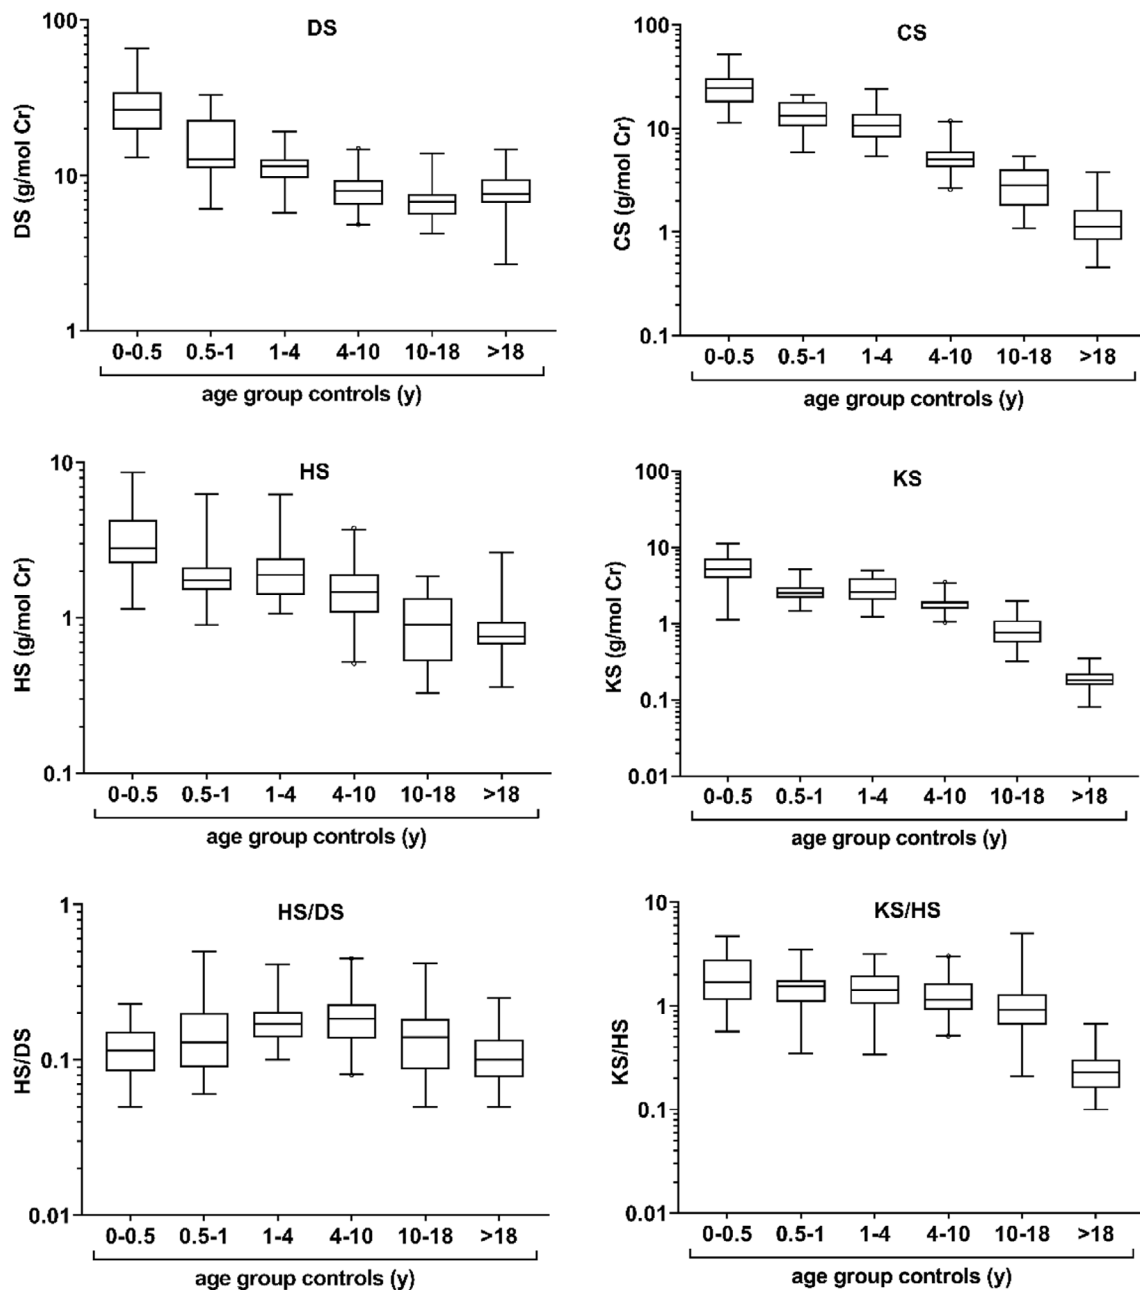 DS
DS (g/mol Cr)
100
10
1
0-0.5 0.5-1 1-4 4-10 10-18 >18
age group controls (y)
CS
CS (g/mol Cr)
100
10
1
0.1
0-0.5 0.5-1 1-4 4-10 10-18 >18
age group controls (y)
HS
HS (g/mol Cr)
10
1
0.1
0-0.5 0.5-1 1-4 4-10 10-18 >18
age group controls (y)
KS
KS (g/mol Cr)
100
10
1
0.1
0.01
0-0.5 0.5-1 1-4 4-10 10-18 >18
age group controls (y)
HS/DS
HS/DS
1
0.1
0.01
0-0.5 0.5-1 1-4 4-10 10-18 >18
age group controls (y)
KS/HS
KS/HS
10
1
0.1
0.01
0-0.5 0.5-1 1-4 4-10 10-18 >18
age group controls (y)